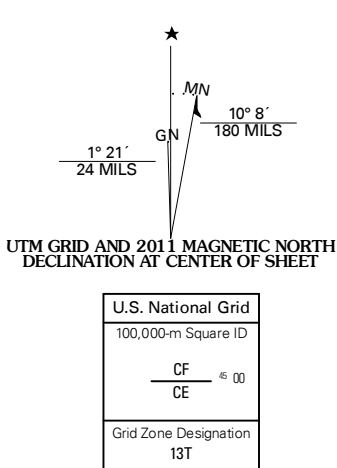 ★
MN
GN
10° 8´
180 MILS
1° 21´
24 MILS
UTM GRID AND 2011 MAGNETIC NORTH
DECLINATION AT CENTER OF SHEET
U.S. National Grid
100,000-m Square ID
CF
45 00
CE
Grid Zone Designation
13T